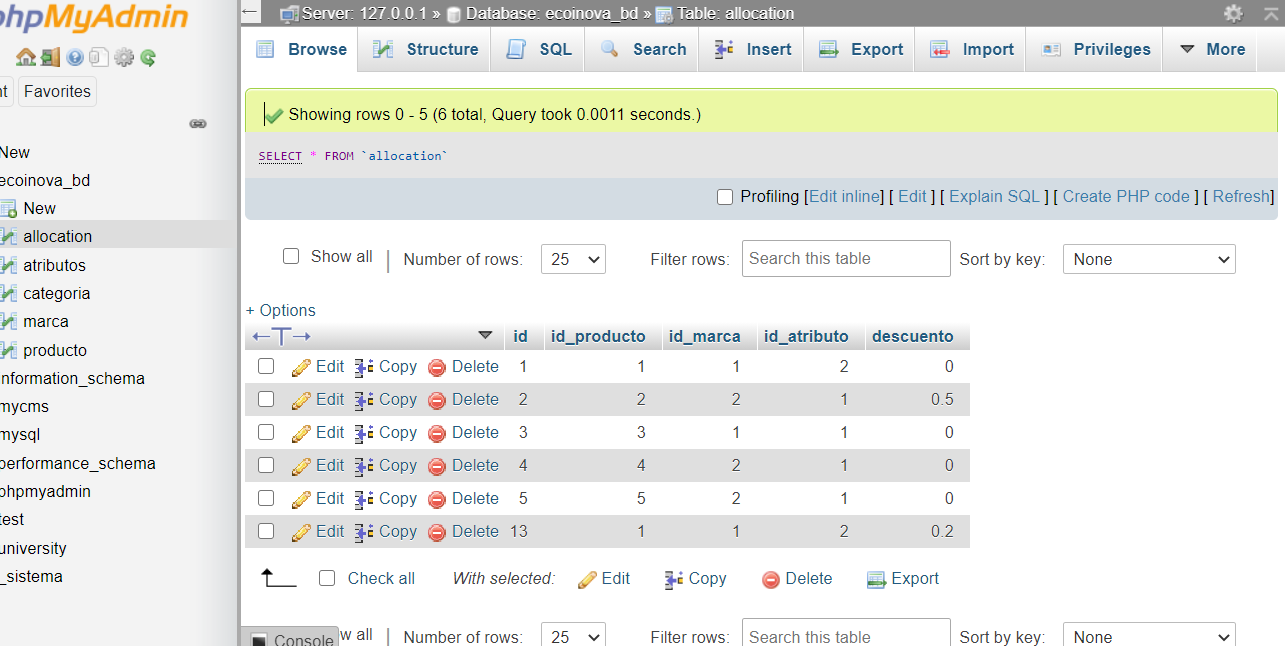 phpMyAdmin
Favorites
New
ecoinova_bd
New
allocation
atributos
categoria
marca
producto
information_schema
mycms
mysql
performance_schema
phpmyadmin
test
university
_sistema
Server: 127.0.0.1 » Database: ecoinova_bd » Table: allocation
Browse Structure SQL Search Insert Export Import Privileges More
Showing rows 0 - 5 (6 total, Query took 0.0011 seconds.)
SELECT * FROM `allocation`
Profiling [Edit inline] [ Edit ] [ Explain SQL ] [ Create PHP code ] [ Refresh]
Show all | Number of rows: 25 Filter rows: Search this table Sort by key: None
+ Options
←T→ id id_producto id_marca id_atributo descuento
Edit Copy Delete 1 1 1 2 0
Edit Copy Delete 2 2 2 1 0.5
Edit Copy Delete 3 3 1 1 0
Edit Copy Delete 4 4 2 1 0
Edit Copy Delete 5 5 2 1 0
Edit Copy Delete 13 1 1 2 0.2
Check all With selected: Edit Copy Delete Export
Console w all | Number of rows: 25 Filter rows: Search this table Sort by key: None